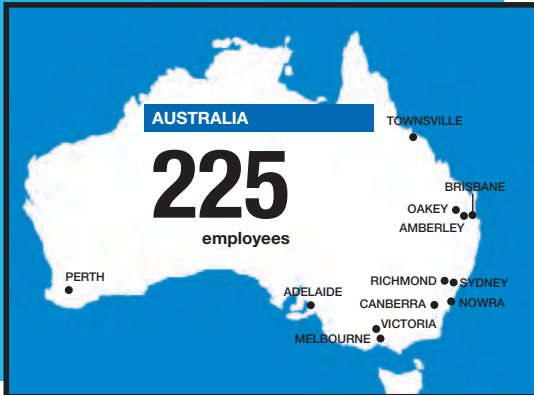 AUSTRALIA
TOWNSVILLE
225
employees
BRISBANE
OAKEY
AMBERLEY
PERTH
ADELAIDE
RICHMOND
SYDNEY
CANBERRA
NOWRA
VICTORIA
MELBOURNE